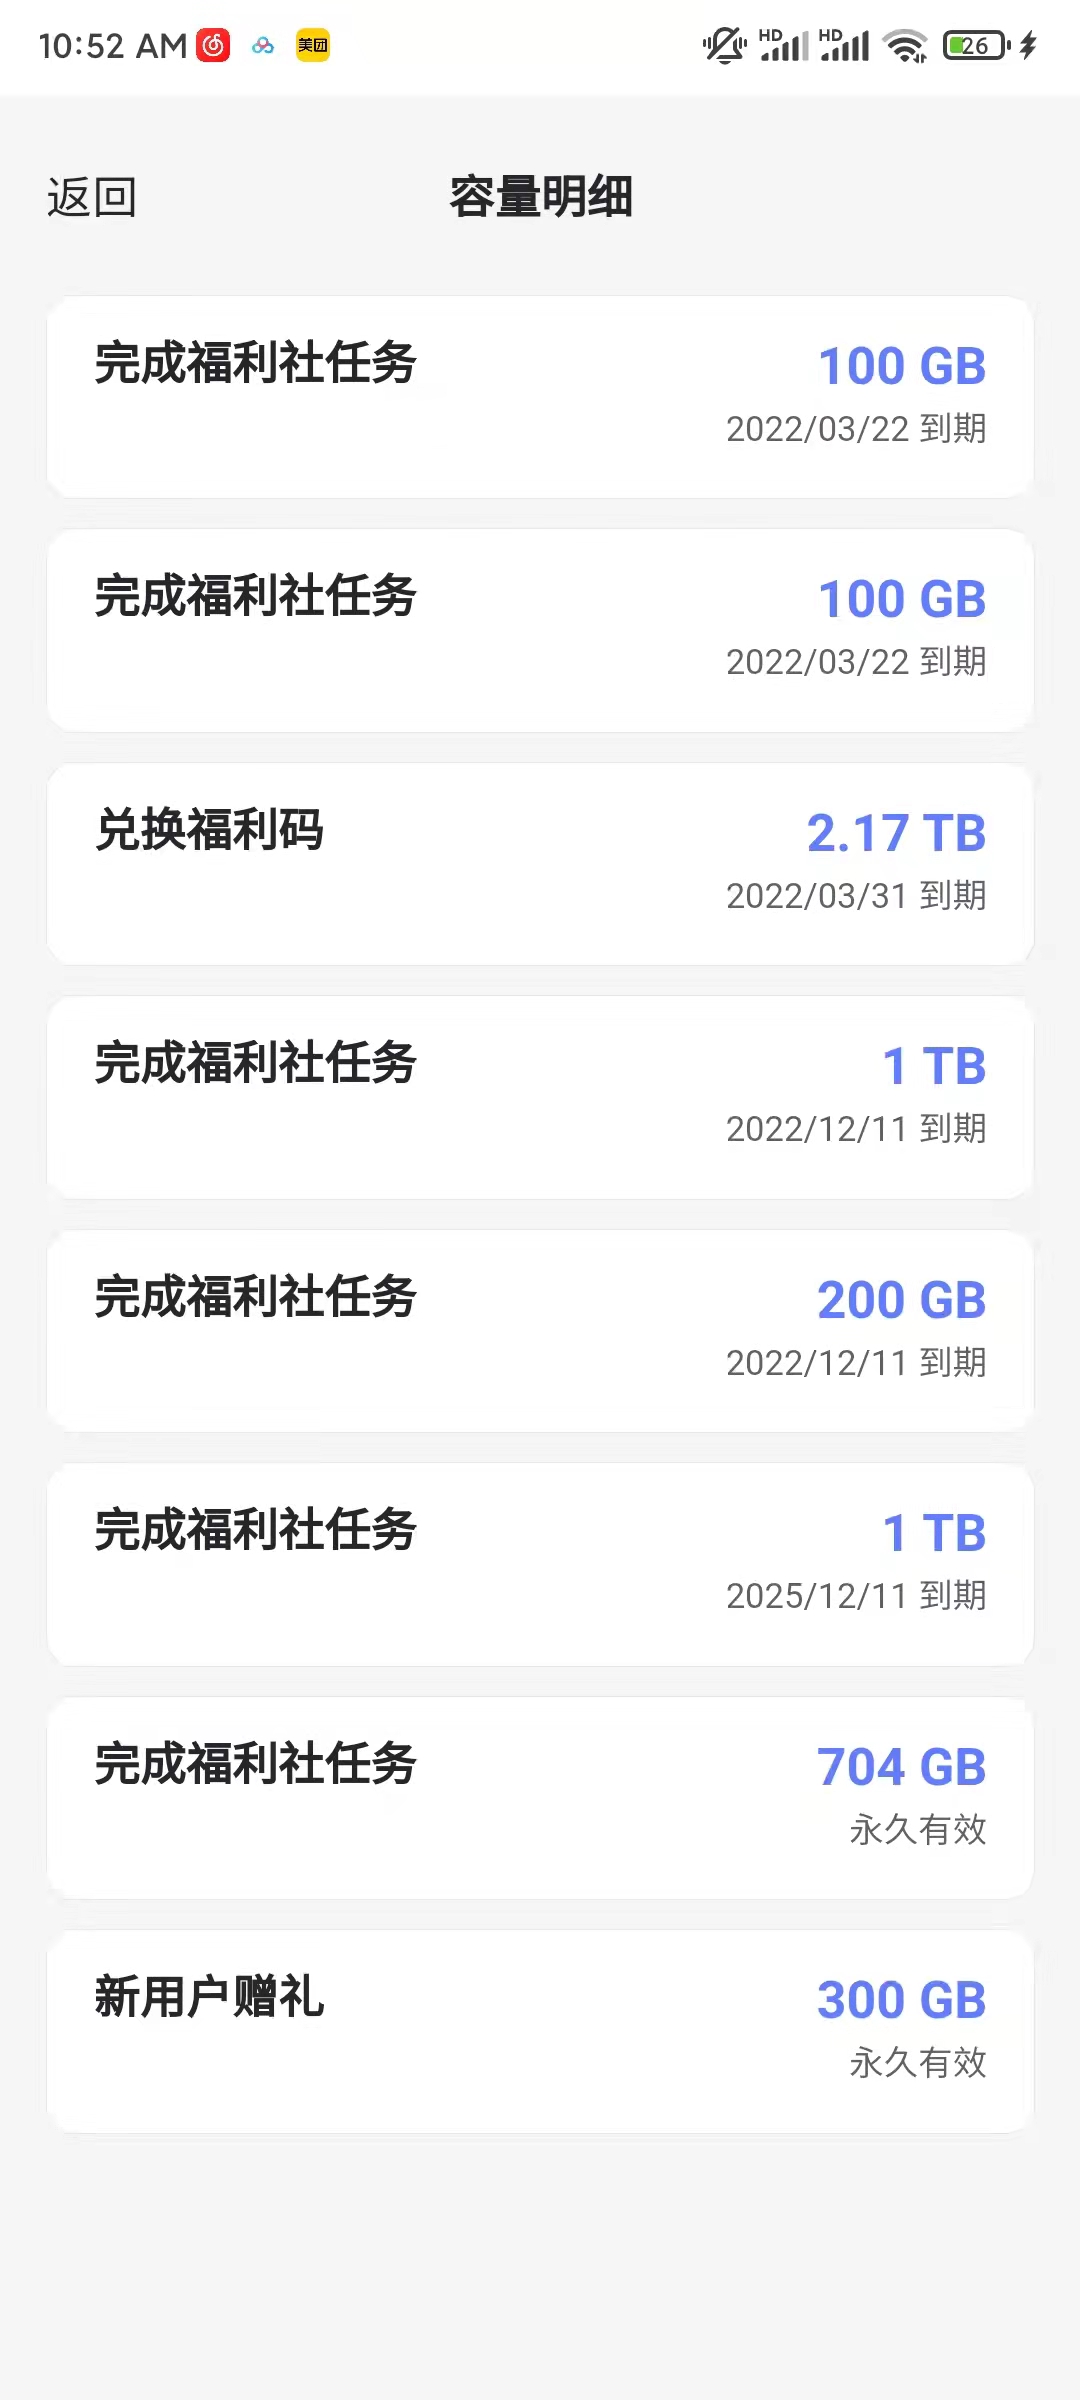 10:52 AM 美团 HD HD 26
返回 容量明细
完成福利社任务 100 GB
2022/03/22 到期
完成福利社任务 100 GB
2022/03/22 到期
兑换福利码 2.17 TB
2022/03/31 到期
完成福利社任务 1 TB
2022/12/11 到期
完成福利社任务 200 GB
2022/12/11 到期
完成福利社任务 1 TB
2025/12/11 到期
完成福利社任务 704 GB
永久有效
新用户赠礼 300 GB
永久有效